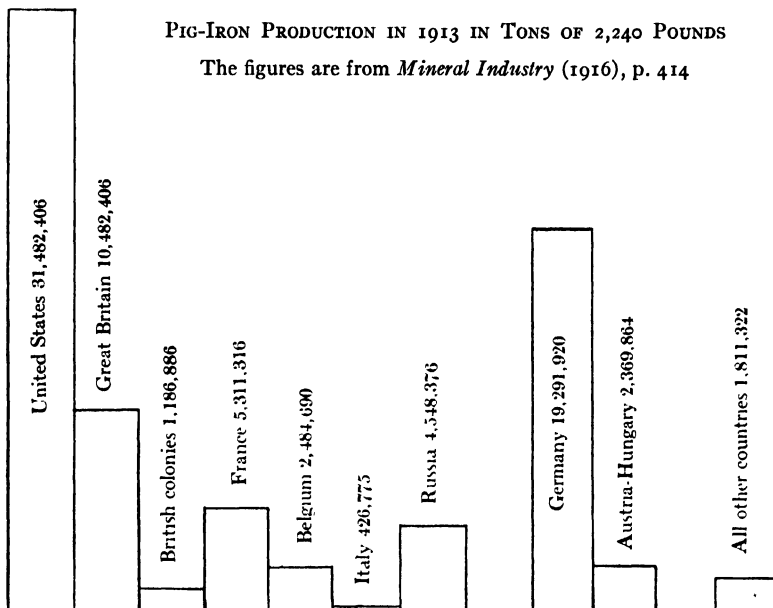 PIG-IRON PRODUCTION IN 1913 IN TONS OF 2,240 POUNDS
The figures are from Mineral Industry (1916), p. 414
United States 31,482,406
Great Britain 10,482,406
British colonies 1,186,886
France 5,311,316
Belgium 2,484,690
Italy 426,775
Russia 4,548,376
Germany 19,291,920
Austria-Hungary 2,369,864
All other countries 1,811,322